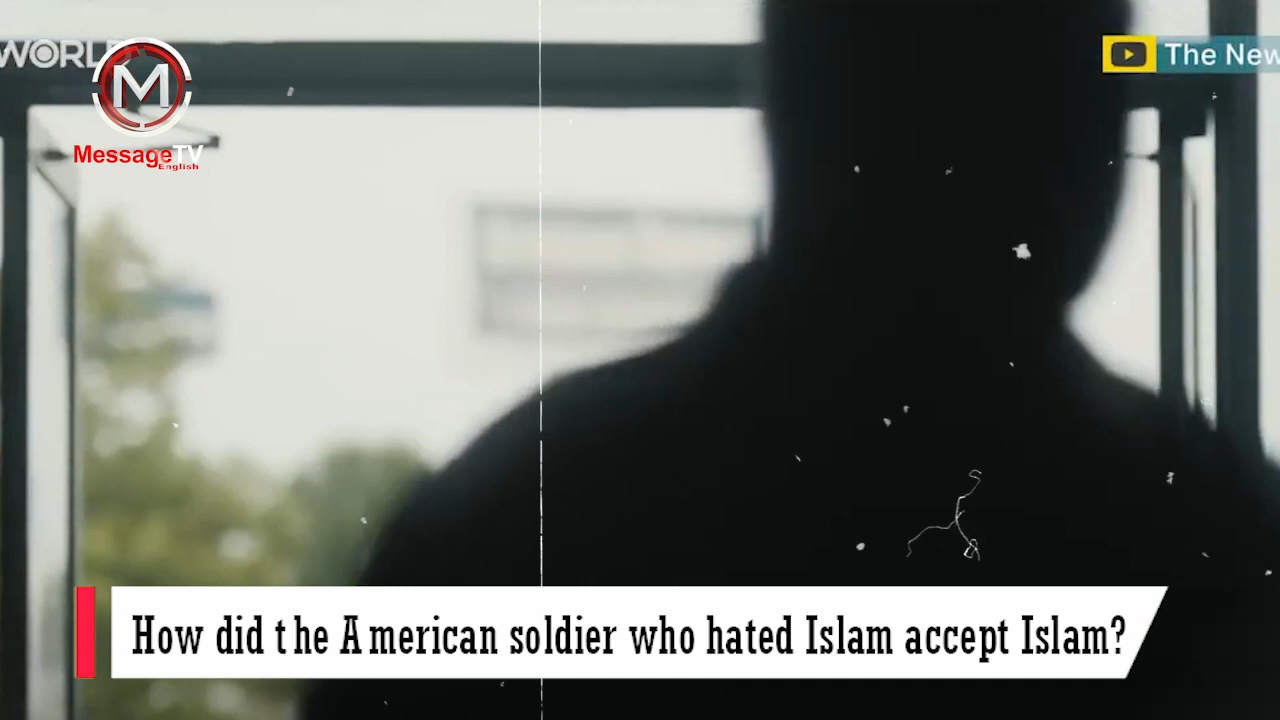 WORLD
The New
M
MessageTV
English
How did the American soldier who hated Islam accept Islam?